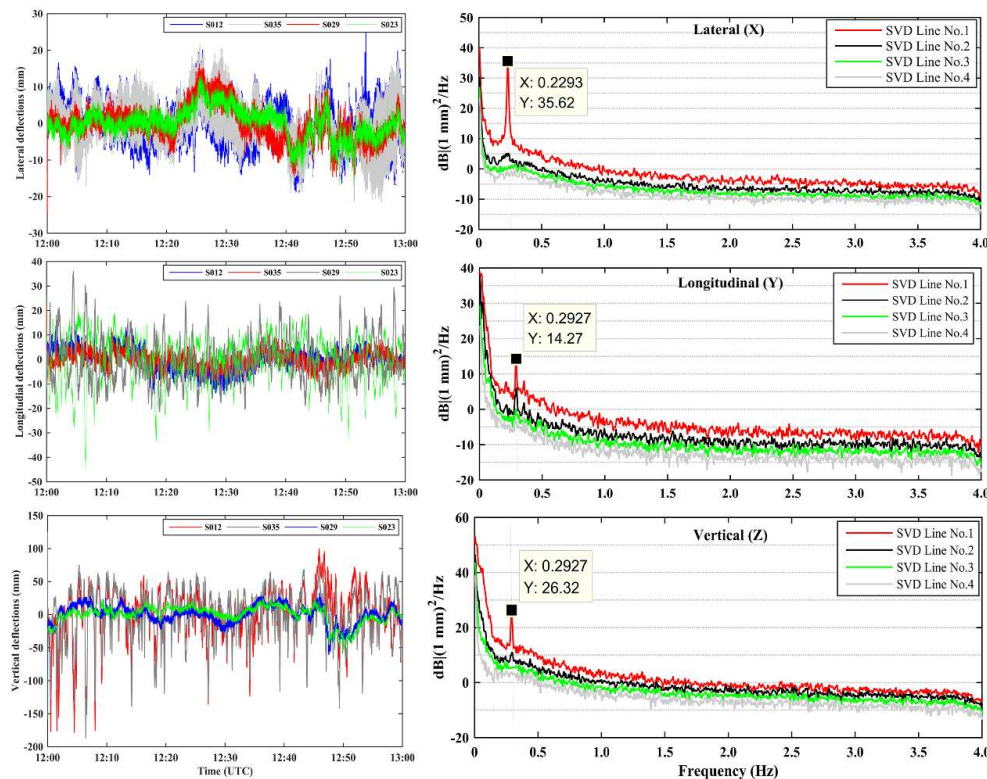 S012 S035 S029 S023
Lateral deflections (mm)
30
20
10
0
-10
-20
-30
12:00 12:10 12:20 12:30 12:40 12:50 13:00
Lateral (X)
SVD Line No.1
SVD Line No.2
SVD Line No.3
SVD Line No.4
X: 0.2293
Y: 35.62
dB|(1 mm)²/Hz
50
40
30
20
10
0
-10
-20
0 0.5 1.0 1.5 2.0 2.5 3.0 3.5 4.0
S012 S035 S029 S023
Longitudial deflections (mm)
40
30
20
10
0
-10
-20
-30
-40
-50
12:00 12:10 12:20 12:30 12:40 12:50 13:00
Longitudinal (Y)
SVD Line No.1
SVD Line No.2
SVD Line No.3
SVD Line No.4
X: 0.2927
Y: 14.27
dB|(1 mm)²/Hz
40
30
20
10
0
-10
-20
0 0.5 1.0 1.5 2.0 2.5 3.0 3.5 4.0
S012 S035 S029 S023
Vertical deflections (mm)
150
100
50
0
-50
-100
-150
-200
12:00 12:10 12:20 12:30 12:40 12:50 13:00
Time (UTC)
Vertical (Z)
SVD Line No.1
SVD Line No.2
SVD Line No.3
SVD Line No.4
X: 0.2927
Y: 26.32
dB|(1 mm)²/Hz
60
40
20
0
-20
0 0.5 1.0 1.5 2.0 2.5 3.0 3.5 4.0
Frequency (Hz)